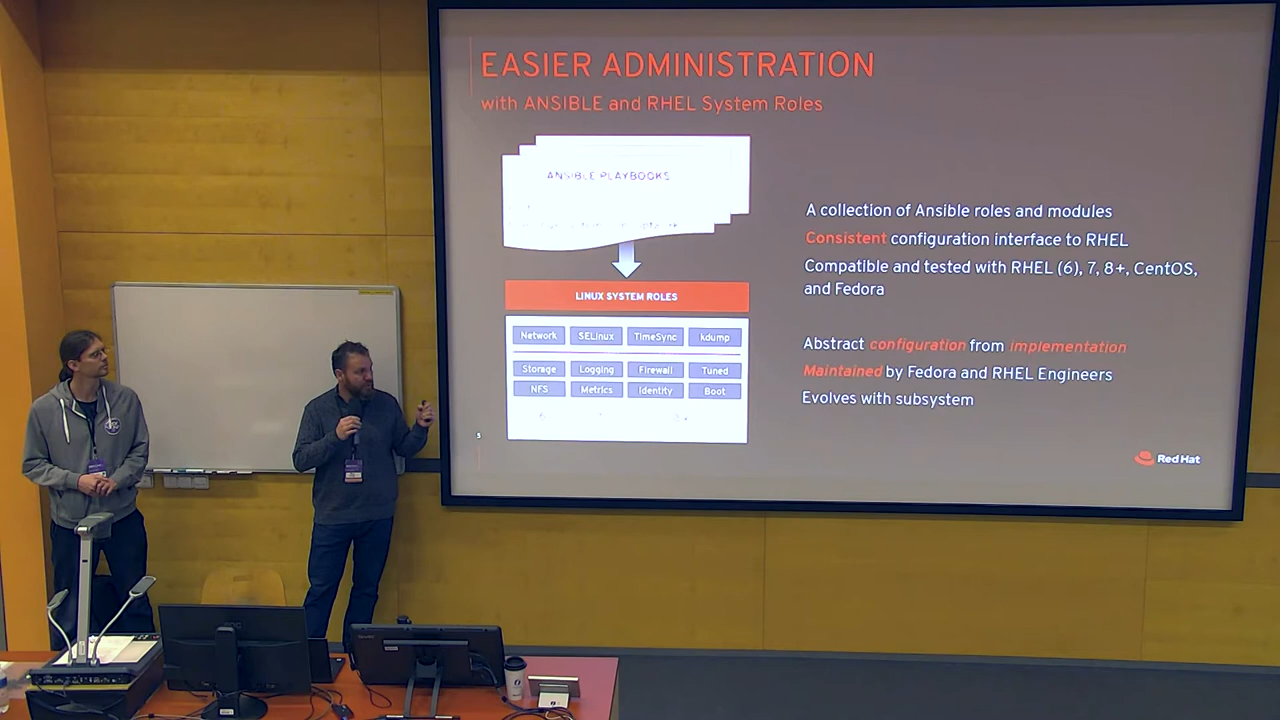 EASIER ADMINISTRATION
with ANSIBLE and RHEL System Roles
ANSIBLE PLAYBOOKS
LINUX SYSTEM ROLES
Network SELinux TimeSync kdump
Storage Logging Firewall Tuned
NFS Metrics Identity Boot
A collection of Ansible roles and modules
Consistent configuration interface to RHEL
Compatible and tested with RHEL (6), 7, 8+, CentOS,
and Fedora
Abstract configuration from implementation
Maintained by Fedora and RHEL Engineers
Evolves with subsystem
Red Hat